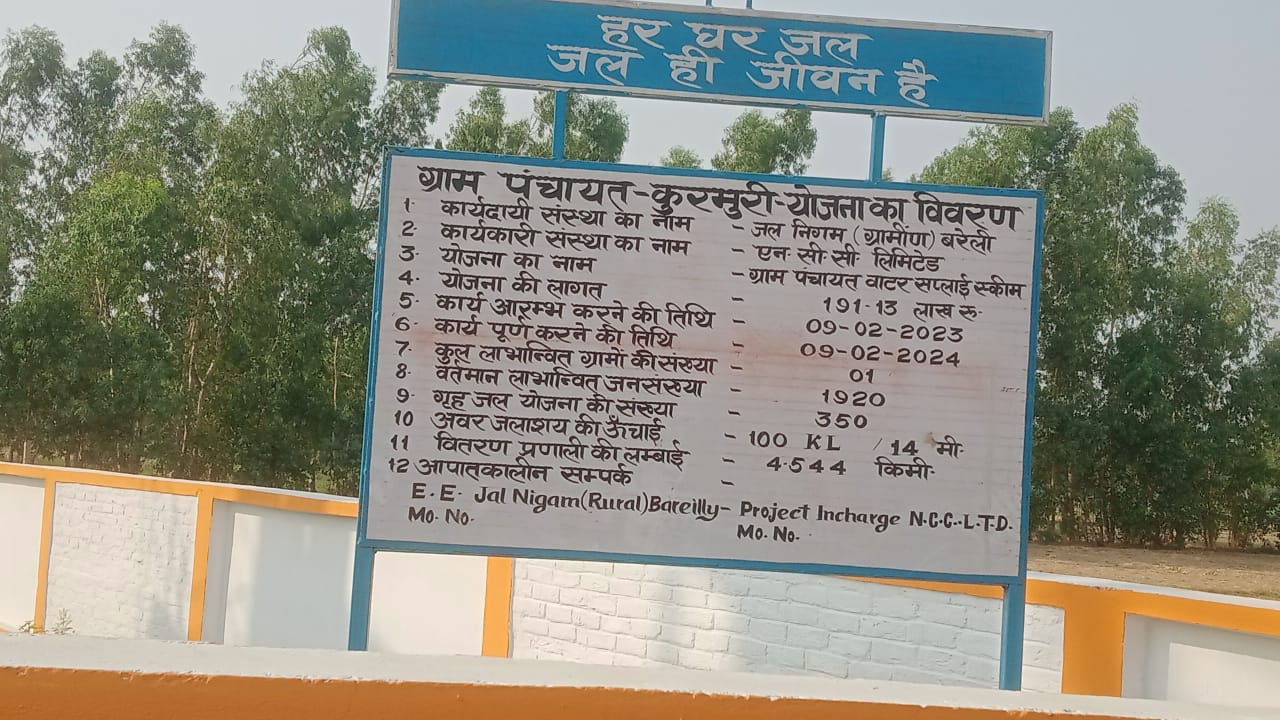 हर घर जल
जल ही जीवन है
ग्राम पंचायत-कुरमुरी-योजना का विवरण
1· कार्यदायी संस्था का नाम - जल निगम (ग्रामीण) बरेली
2· कार्यकारी संस्था का नाम - एन·सी·सी· लिमिटेड
3· योजना का नाम - ग्राम पंचायत वाटर सप्लाई स्कीम
4· योजना की लागत - 191·13 लाख रू·
5· कार्य आरम्भ करने की तिथि - 09-02-2023
6· कार्य पूर्ण करने की तिथि - 09-02-2024
7· कुल लाभान्वित ग्रामों की संख्या - 01
8· वर्तमान लाभान्वित जनसंख्या - 1920
9· गृह जल योजना की संख्या - 350
10 अवर जलाशय की ऊँचाई - 100 KL / 14 मी·
11 वितरण प्रणाली की लम्बाई - 4·544 किमी·
12 आपातकालीन सम्पर्क -
E·E· Jal Nigam(Rural)Bareilly- Project Incharge N·C·C·L·T·D·
Mo. No. Mo. No.